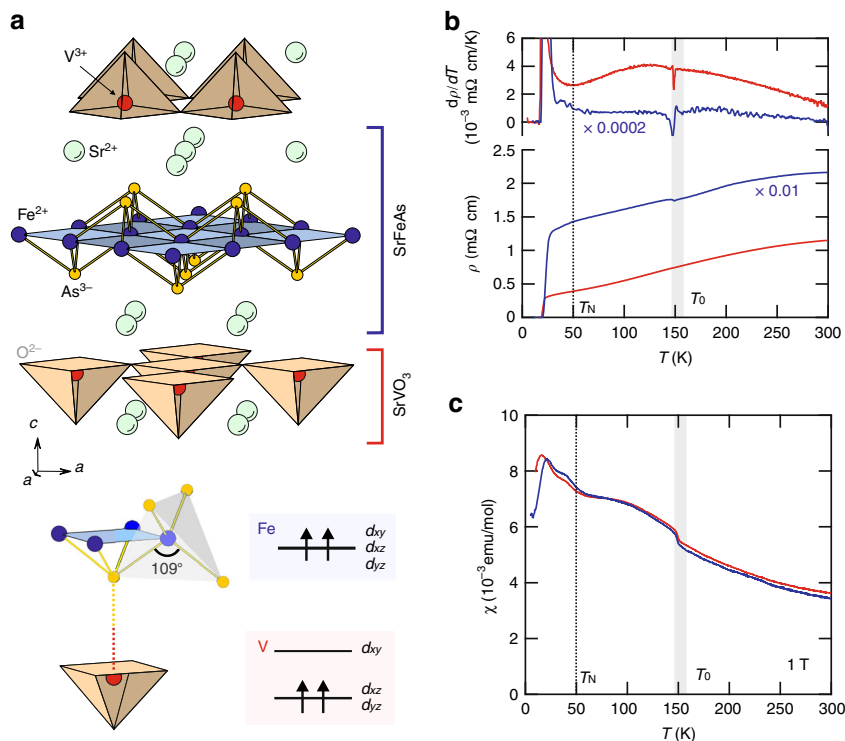 a
V3+
Sr2+
Fe2+
As3–
SrFeAs
O2–
SrVO3
c
a
a
109°
Fe
dxy
dxz
dyz
V
dxy
dxz
dyz
b
dρ/dT
(10−3 mΩ cm/K)
6
4
2
0
× 0.0002
ρ (mΩ cm)
2.5
2
1.5
1
0.5
0
× 0.01
TN
T0
0
50
100
150
200
250
300
T (K)
c
χ (10−3 emu/mol)
10
8
6
4
2
0
TN
T0
1 T
0
50
100
150
200
250
300
T (K)